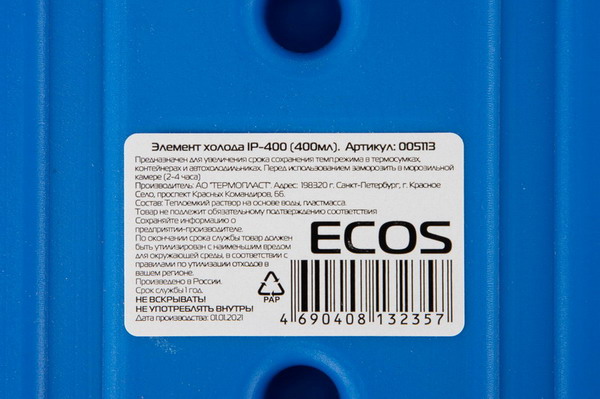 Элемент холода IP-400 (400мл). Артикул: 005113
Предназначен для увеличения срока сохранения темп.режима в термосумках,
контейнерах и автохолодильниках. Перед использованием заморозить в морозильной
камере (2-4 часа)
Производитель: АО "ТЕРМОПЛАСТ". Адрес: 198320 г. Санкт-Петербург, г. Красное
Село, проспект Красных Командиров, 66.
Состав: Теплоемкий раствор на основе воды, пластмасса.
Товар не подлежит обязательному подтверждению соответствия
Сохраняйте информацию о
предприятии-производителе.
По окончании срока службы товар должен
быть утилизирован с наименьшим вредом
для окружающей среды, в соответствии с
правилами по утилизации отходов в
вашем регионе.
Произведено в России.
Срок службы 1 год.
НЕ ВСКРЫВАТЬ!
НЕ УПОТРЕБЛЯТЬ ВНУТРЬ!
Дата производства: 01.01.2021
ECOS
PAP
4 690408 132357